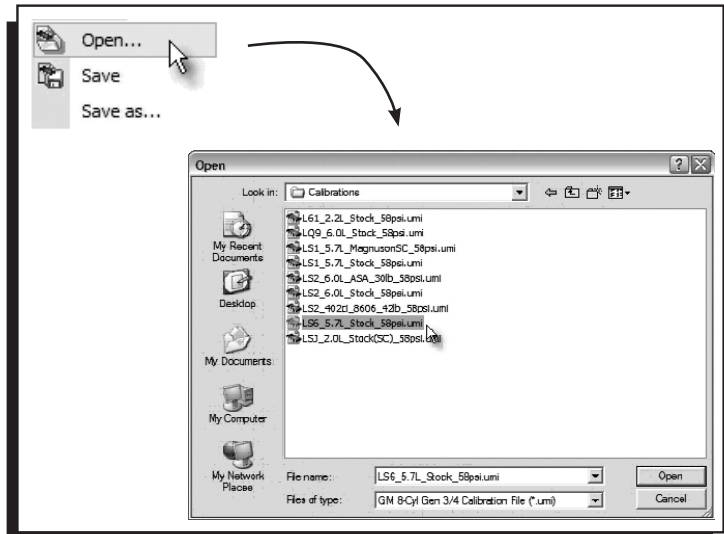 Open...
Save
Save as...
Open
Look in: Calibrations
My Recent
Documents
Desktop
My Documents
My Computer
My Network
Places
L61_2.2L_Stock_58psi.umi
LQ9_6.0L_Stock_58psi.umi
LS1_5.7L_MagnusonSC_58psi.umi
LS1_5.7L_Stock_58psi.umi
LS2_6.0L_ASA_30lb_58psi.umi
LS2_6.0L_Stock_58psi.umi
LS2_402ci_8606_42lb_58psi.umi
LS6_5.7L_Stock_58psi.umi
LSJ_2.0L_Stock(SC)_58psi.umi
File name: LS6_5.7L_Stock_58psi.umi Open
Files of type: GM 8-Cyl Gen 3/4 Calibration File (*.umi) Cancel